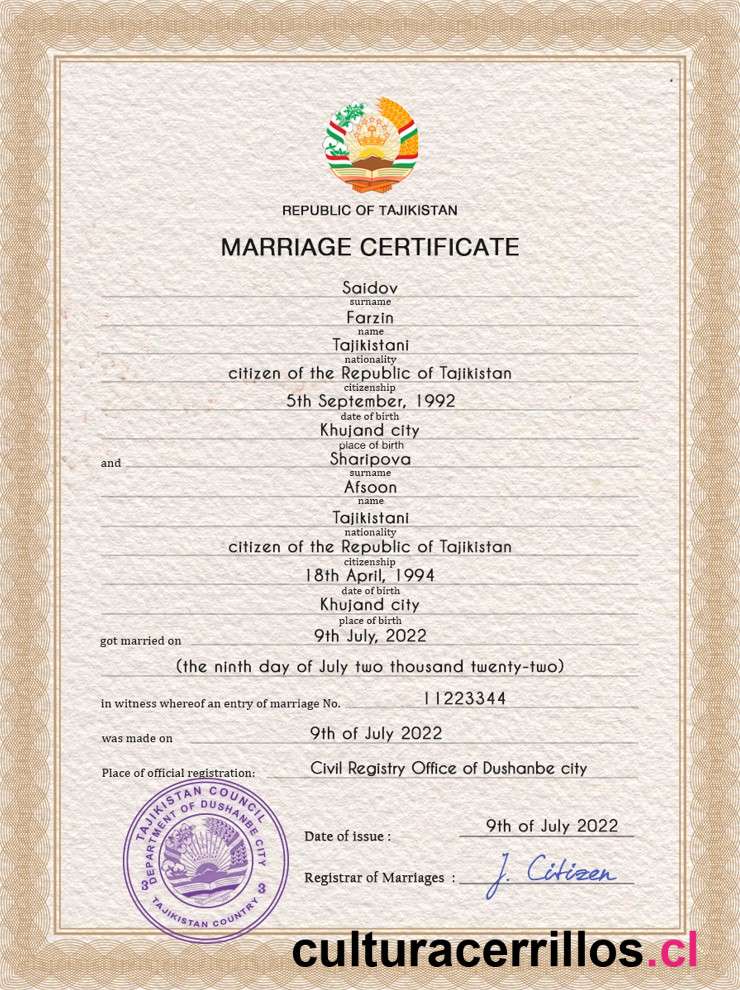 REPUBLIC OF TAJIKISTAN
MARRIAGE CERTIFICATE
Saidov
surname
Farzin
name
Tajikistani
nationality
citizen of the Republic of Tajikistan
citizenship
5th September, 1992
date of birth
Khujand city
place of birth
and Sharipova
surname
Afsoon
name
Tajikistani
nationality
citizen of the Republic of Tajikistan
citizenship
18th April, 1994
date of birth
Khujand city
place of birth
got married on 9th July, 2022
(the ninth day of July two thousand twenty-two)
in witness whereof an entry of marriage No. 11223344
was made on 9th of July 2022
Place of official registration: Civil Registry Office of Dushanbe city
TAJIKISTAN COUNCIL
DEPARTMENT OF DUSHANBE CITY
3 3
TAJIKISTAN COUNTRY
Date of issue : 9th of July 2022
Registrar of Marriages : J. Citizen
culturacerrillos.cl